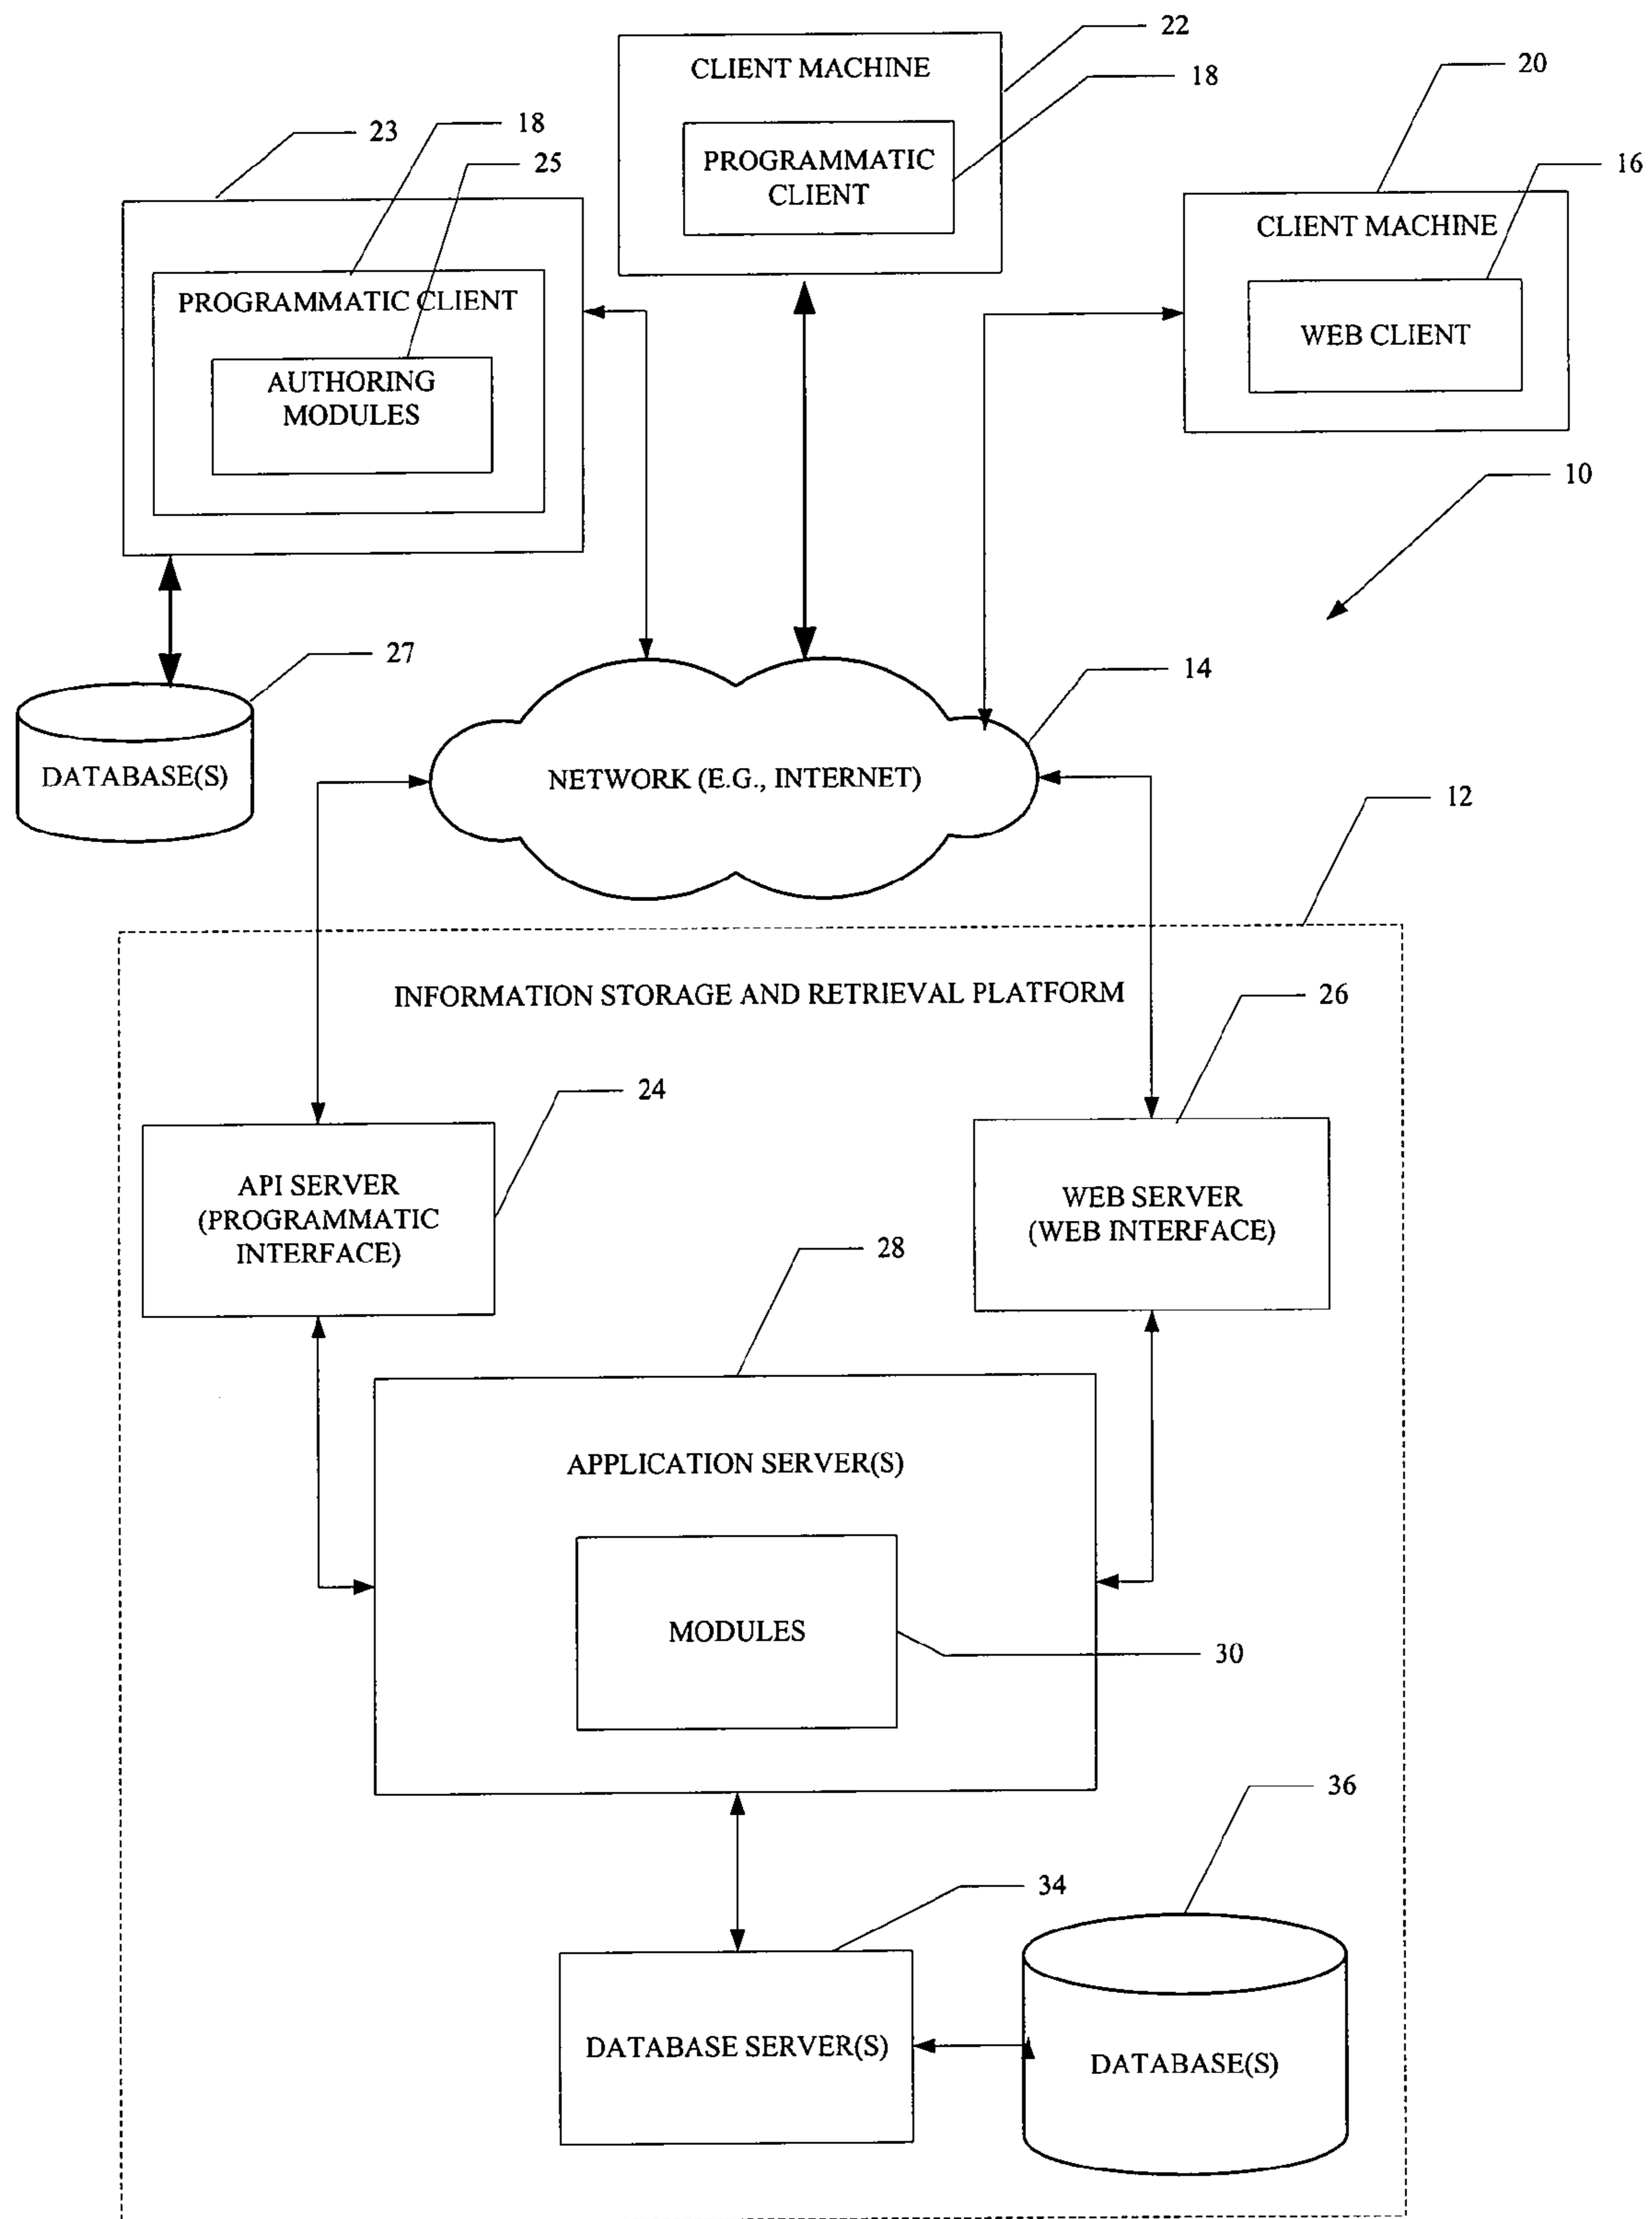 22
CLIENT MACHINE
18
PROGRAMMATIC
CLIENT
20
16
CLIENT MACHINE
WEB CLIENT
23
18
25
PROGRAMMATIC CLIENT
AUTHORING
MODULES
10
27
DATABASE(S)
14
NETWORK (E.G., INTERNET)
12
INFORMATION STORAGE AND RETRIEVAL PLATFORM
26
24
API SERVER
(PROGRAMMATIC
INTERFACE)
WEB SERVER
(WEB INTERFACE)
28
APPLICATION SERVER(S)
MODULES
30
36
34
DATABASE SERVER(S)
DATABASE(S)